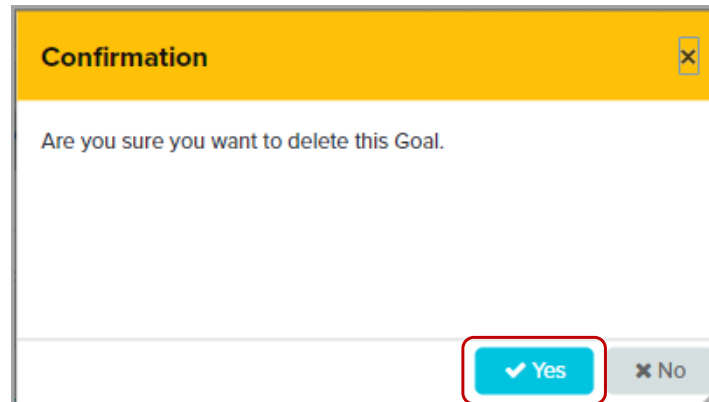 Confirmation
Are you sure you want to delete this Goal.
Yes
No